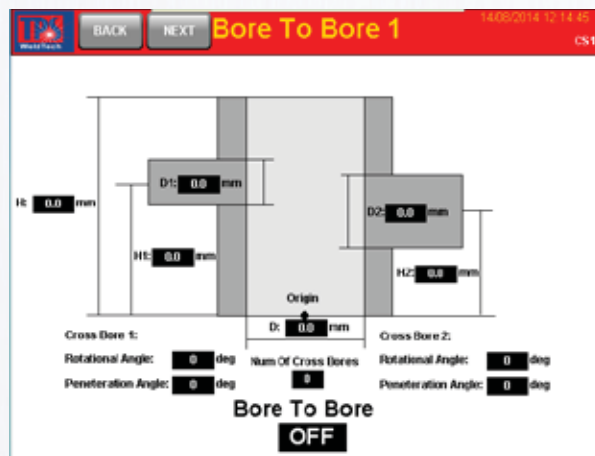 WeldTech
BACK
NEXT
Bore To Bore 1
14/08/2014 12:14:45
CS1
D1: 0.0 mm
H: 0.0 mm
D2: 0.0 mm
H1: 0.0 mm
H2: 0.0 mm
Origin
D: 0.0 mm
Cross Bore 1:
Rotational Angle: 0 deg
Peneteration Angle: 0 deg
Num Of Cross Bores
0
Cross Bore 2:
Rotational Angle: 0 deg
Peneteration Angle: 0 deg
Bore To Bore
OFF